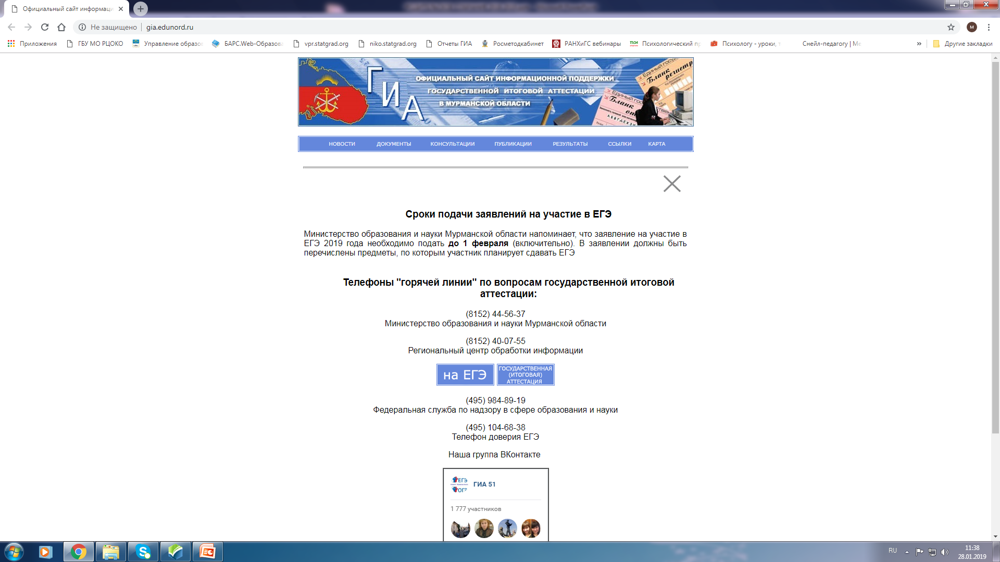 Официальный сайт информаци
Не защищено
gia.edunord.ru
M
Приложения
ГБУ МО РЦОКО
Управление образо
БАРС.Web-Образова
vpr.statgrad.org
niko.statgrad.org
Отчеты ГИА
Росметодкабинет
РАНХиГС вебинары
Психологический пр
Психологу - уроки, т
Снейл-педагогу | Ме
»
Другие закладки
ГИА
ОФИЦИАЛЬНЫЙ САЙТ ИНФОРМАЦИОННОЙ ПОДДЕРЖКИ
ГОСУДАРСТВЕННОЙ ИТОГОВОЙ АТТЕСТАЦИИ
В МУРМАНСКОЙ ОБЛАСТИ
Бланк
регистр
Бланк
НОВОСТИ ДОКУМЕНТЫ КОНСУЛЬТАЦИИ ПУБЛИКАЦИИ РЕЗУЛЬТАТЫ ССЫЛКИ КАРТА
Сроки подачи заявлений на участие в ЕГЭ
Министерство образования и науки Мурманской области напоминает, что заявление на участие в
ЕГЭ 2019 года необходимо подать до 1 февраля (включительно). В заявлении должны быть
перечислены предметы, по которым участник планирует сдавать ЕГЭ
Телефоны "горячей линии" по вопросам государственной итоговой
аттестации:
(8152) 44-56-37
Министерство образования и науки Мурманской области
(8152) 40-07-55
Региональный центр обработки информации
на ЕГЭ
ГОСУДАРСТВЕННАЯ
(ИТОГОВАЯ)
АТТЕСТАЦИЯ
(495) 984-89-19
Федеральная служба по надзору в сфере образования и науки
(495) 104-68-38
Телефон доверия ЕГЭ
Наша группа ВКонтакте
ЕГЭ
ОГЭ
ГИА 51
1 777 участников
RU
11:38
28.01.2019